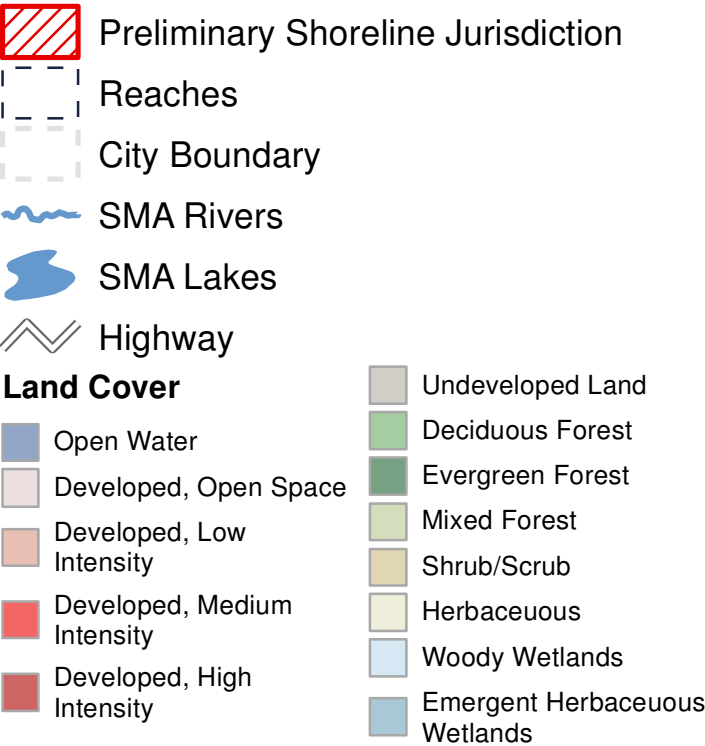 Preliminary Shoreline Jurisdiction
Reaches
City Boundary
SMA Rivers
SMA Lakes
Highway
Land Cover
Open Water
Developed, Open Space
Developed, Low
Intensity
Developed, Medium
Intensity
Developed, High
Intensity
Undeveloped Land
Deciduous Forest
Evergreen Forest
Mixed Forest
Shrub/Scrub
Herbaceuous
Woody Wetlands
Emergent Herbaceuous
Wetlands